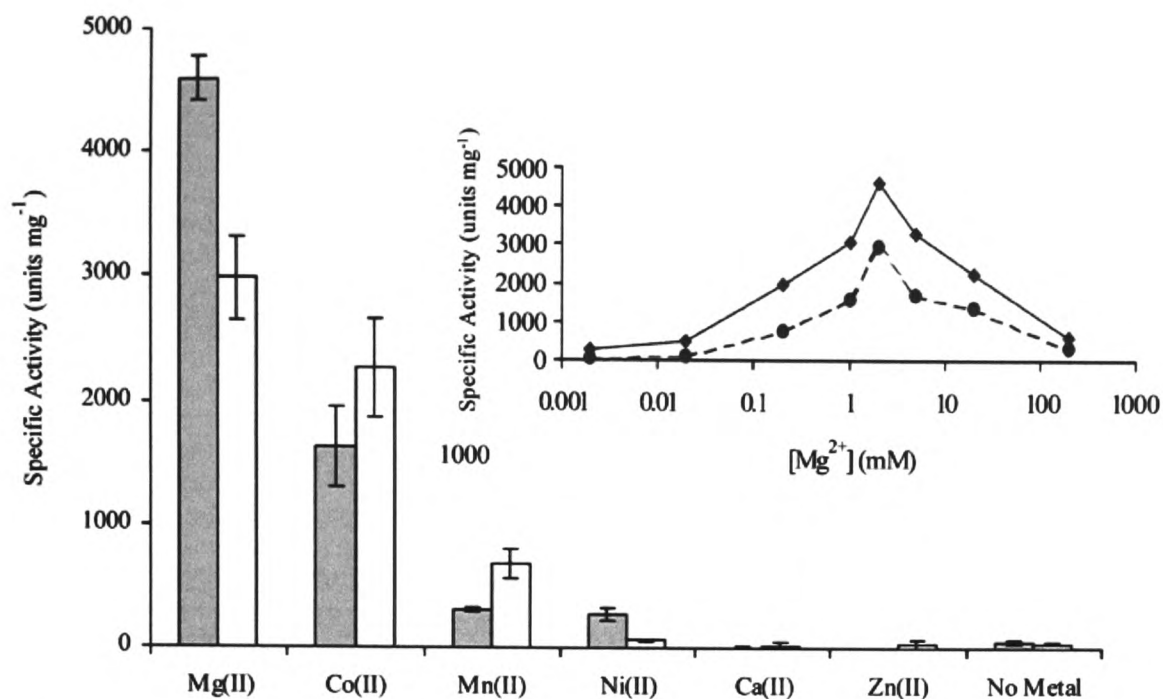 5000
4000
3000
2000
1000
0
Specific Activity (units mg⁻¹)
Mg(II) Co(II) Mn(II) Ni(II) Ca(II) Zn(II) No Metal
5000
4000
3000
2000
1000
0
Specific Activity (units mg⁻¹)
0.001 0.01 0.1 1 10 100 1000
[Mg²⁺] (mM)
1000